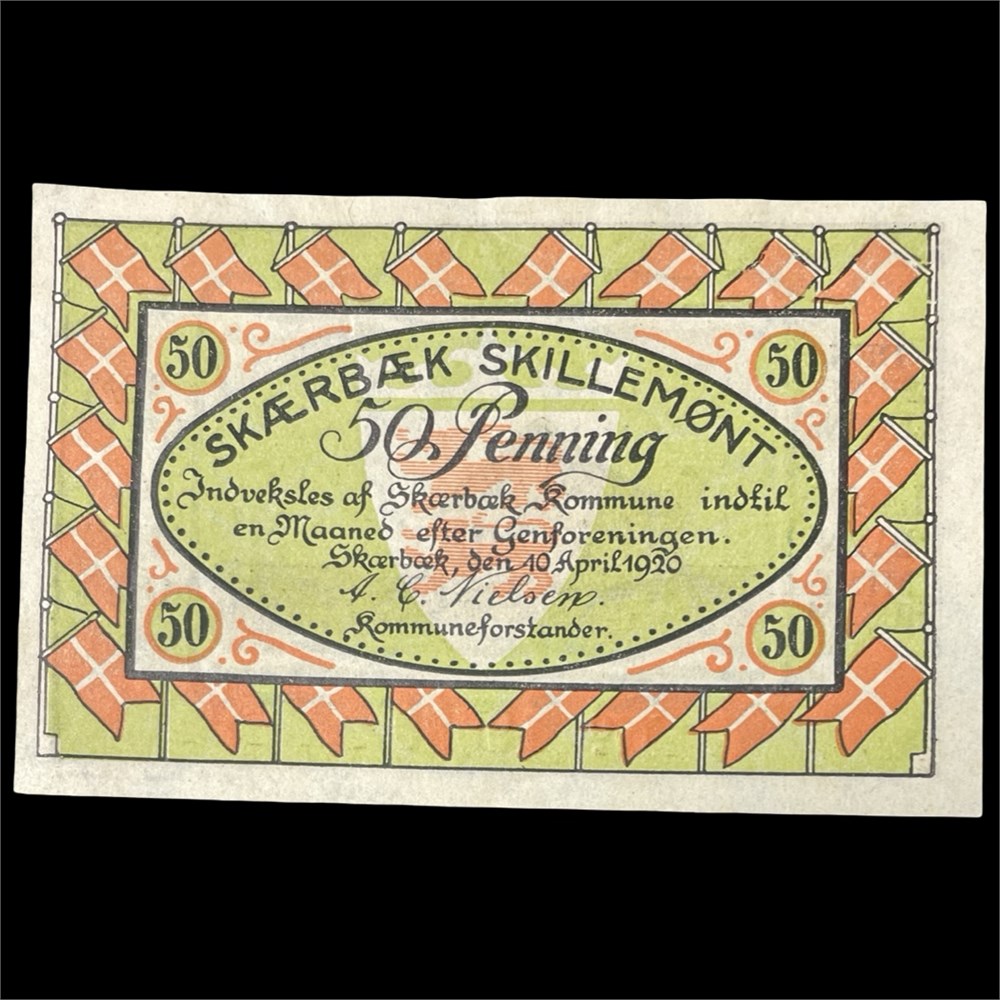 50 50
SKÆRBÆK SKILLEMØNT
50 Penning
Indveksles af Skærbæk Kommune indtil
en Maaned efter Genforeningen.
Skærbæk, den 10 April 1920
A. C. Nielsen.
Kommuneforstander.
50 50